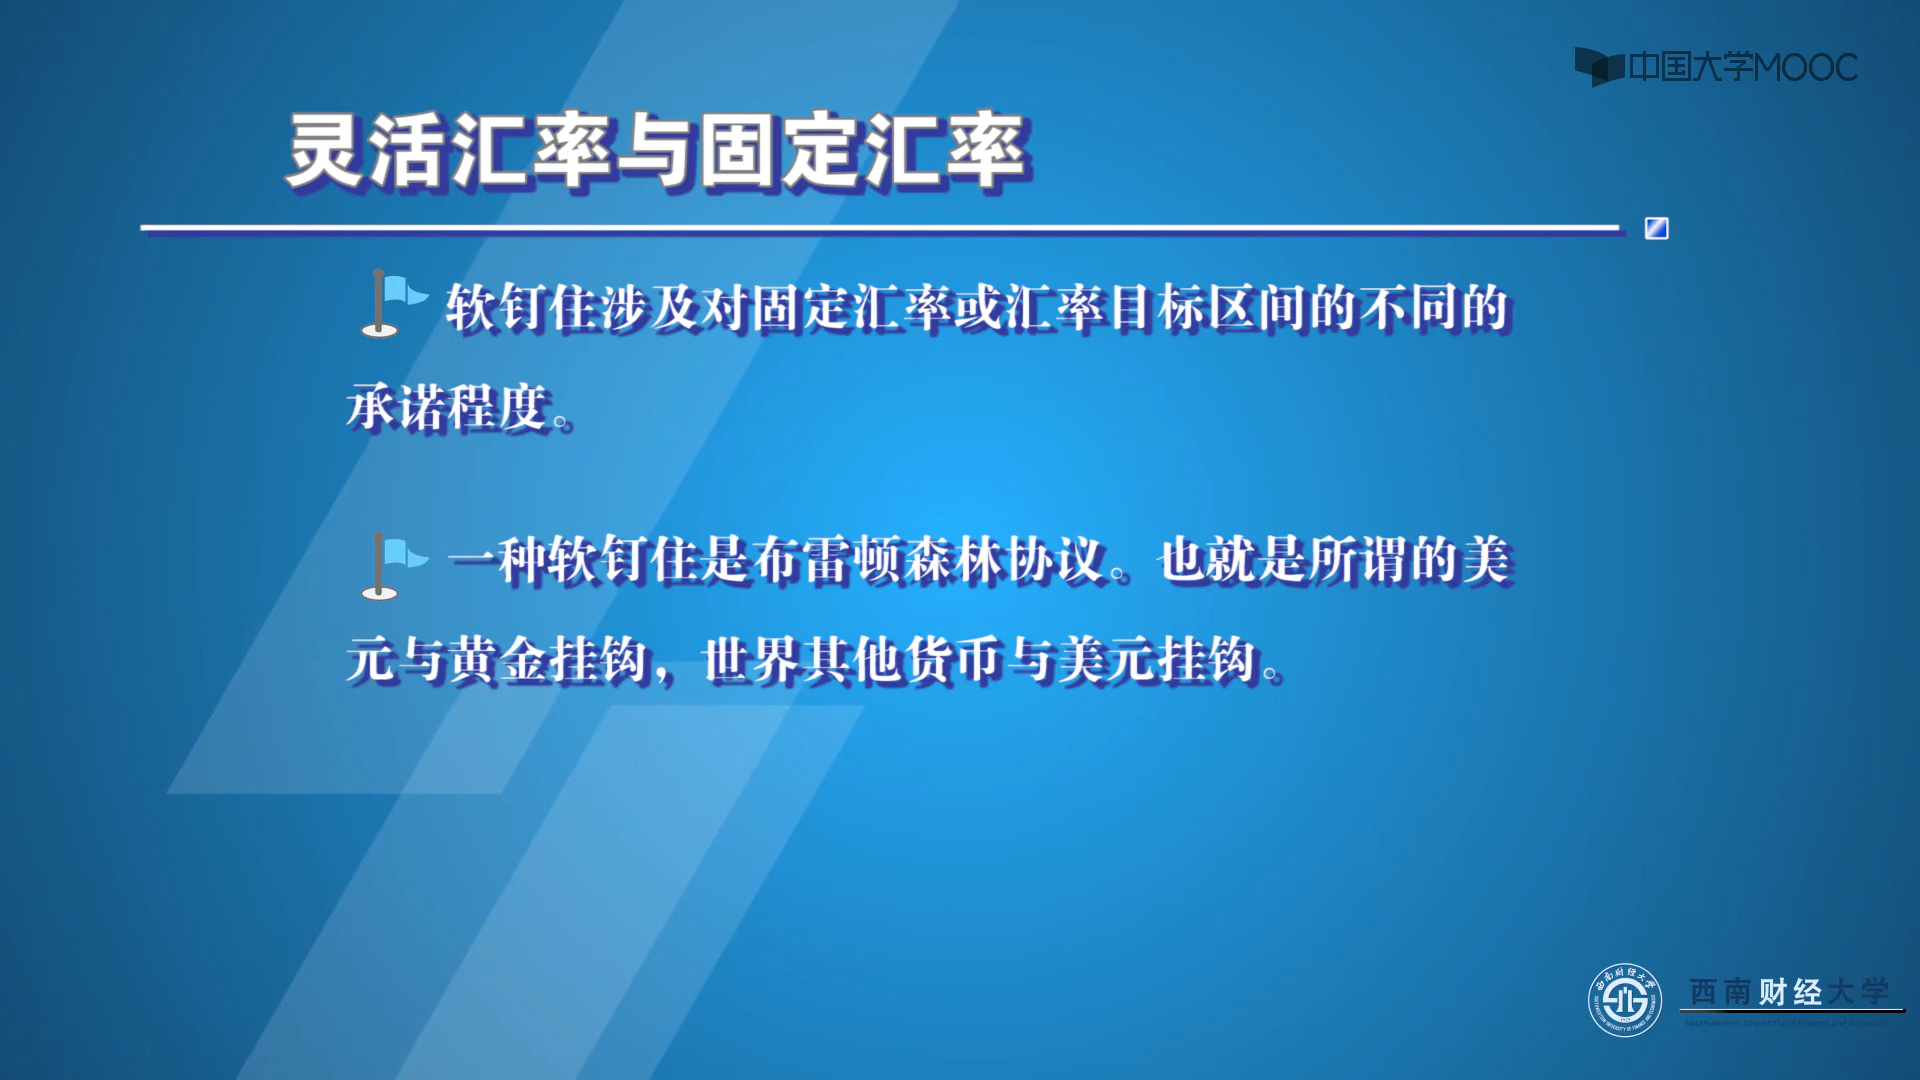 中国大学MOOC
灵活汇率与固定汇率
软钉住涉及对固定汇率或汇率目标区间的不同的
承诺程度。
一种软钉住是布雷顿森林协议。也就是所谓的美
元与黄金挂钩，世界其他货币与美元挂钩。
西南财经大学